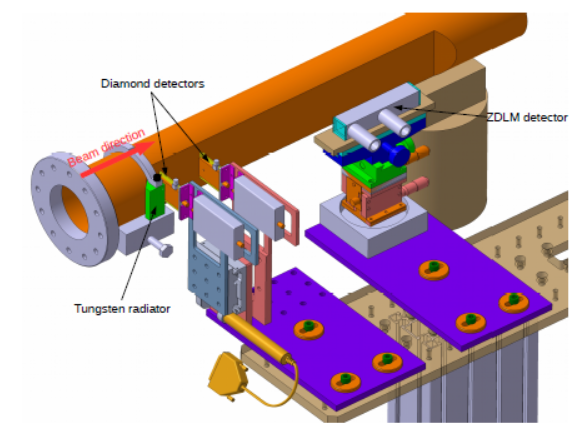 Diamond detectors
ZDLM detector
Beam direction
Tungsten radiator